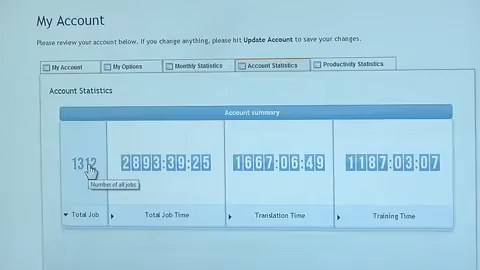 My Account
Please review your account below. If you change anything, please hit Update Account to save your changes.
My Account My Options Monthly Statistics Account Statistics Productivity Statistics
Account Statistics
Account summary
1312 2893:39:25 1667:06:49 1187:03:07
Number of all jobs
Total Job Total Job Time Translation Time Training Time